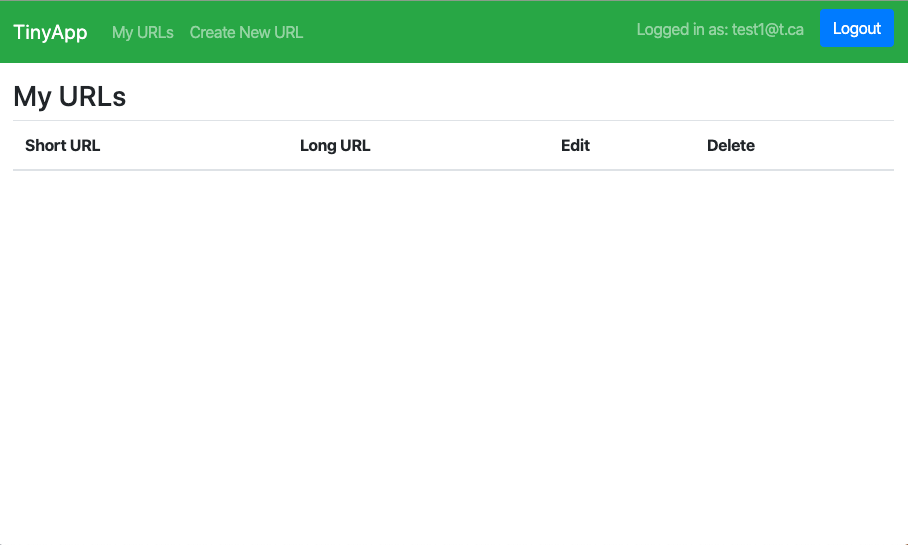 TinyApp My URLs Create New URL Logged in as: test1@t.ca Logout
My URLs
Short URL Long URL Edit Delete